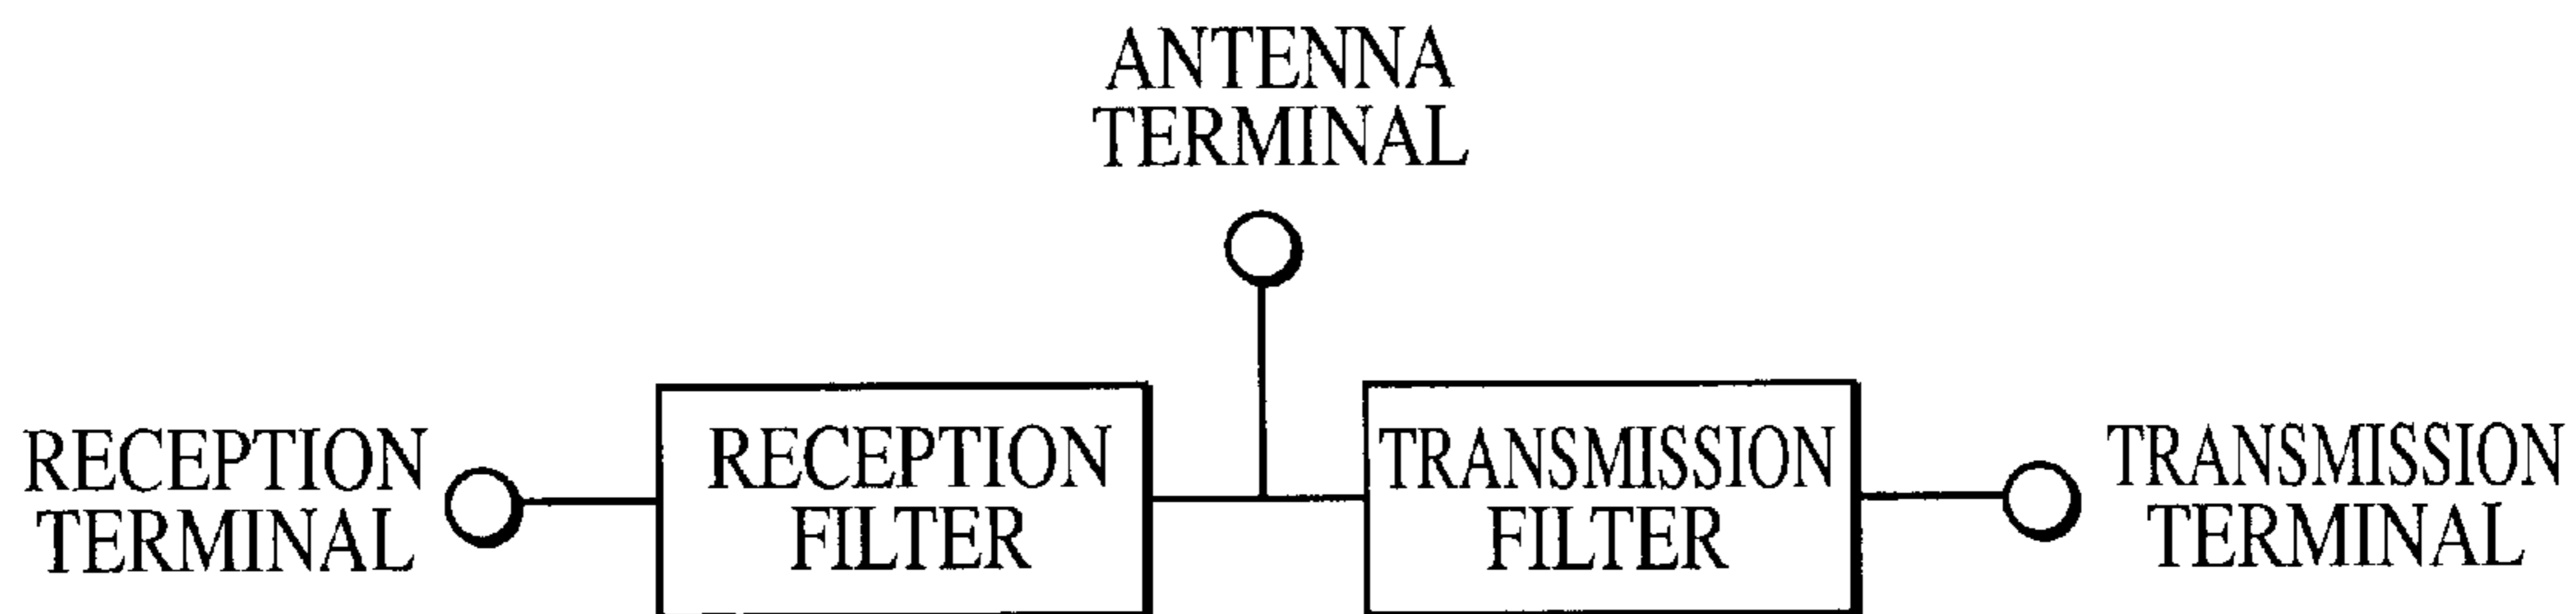 ANTENNA
TERMINAL
RECEPTION
TERMINAL
RECEPTION
FILTER
TRANSMISSION
FILTER
TRANSMISSION
TERMINAL